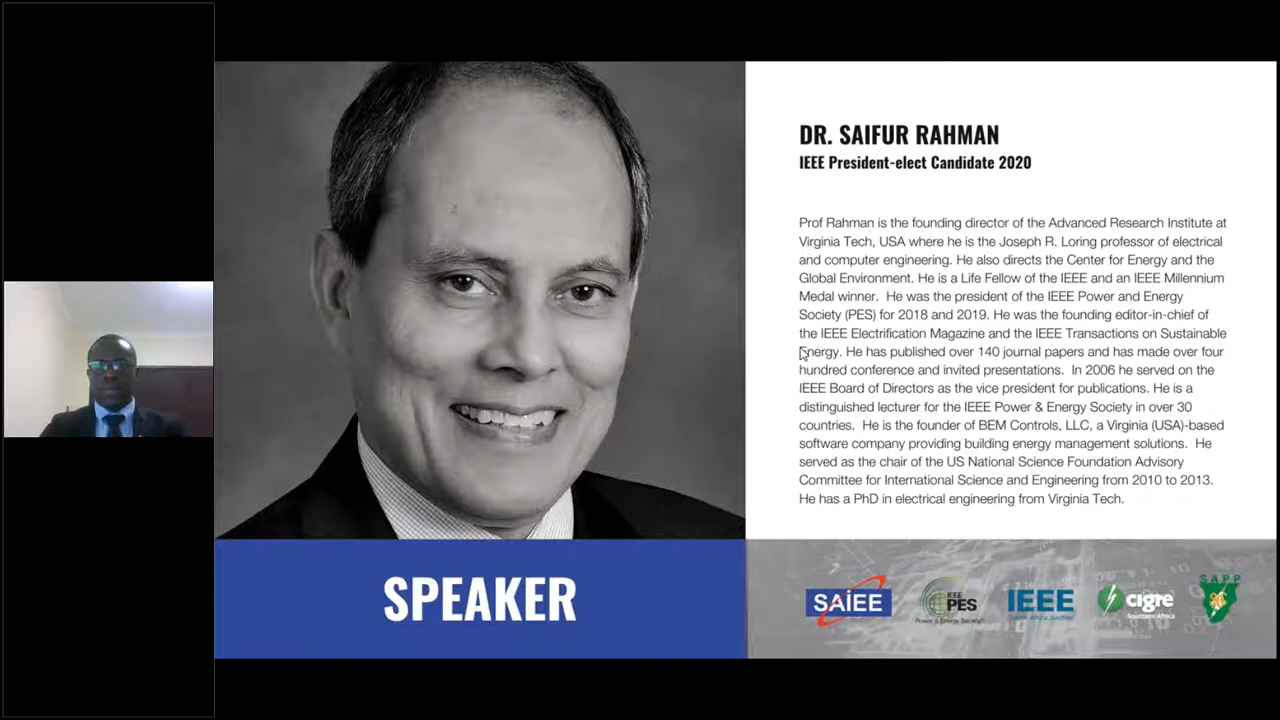 DR. SAIFUR RAHMAN
IEEE President-elect Candidate 2020
Prof Rahman is the founding director of the Advanced Research Institute at
Virginia Tech, USA where he is the Joseph R. Loring professor of electrical
and computer engineering. He also directs the Center for Energy and the
Global Environment. He is a Life Fellow of the IEEE and an IEEE Millennium
Medal winner. He was the president of the IEEE Power and Energy
Society (PES) for 2018 and 2019. He was the founding editor-in-chief of
the IEEE Electrification Magazine and the IEEE Transactions on Sustainable
Energy. He has published over 140 journal papers and has made over four
hundred conference and invited presentations. In 2006 he served on the
IEEE Board of Directors as the vice president for publications. He is a
distinguished lecturer for the IEEE Power & Energy Society in over 30
countries. He is the founder of BEM Controls, LLC, a Virginia (USA)-based
software company providing building energy management solutions. He
served as the chair of the US National Science Foundation Advisory
Committee for International Science and Engineering from 2010 to 2013.
He has a PhD in electrical engineering from Virginia Tech.
SPEAKER
SAIEE
IEEE
PES
Power & Energy Society
IEEE
South Africa Section
cigre
Southern Africa
SAPP